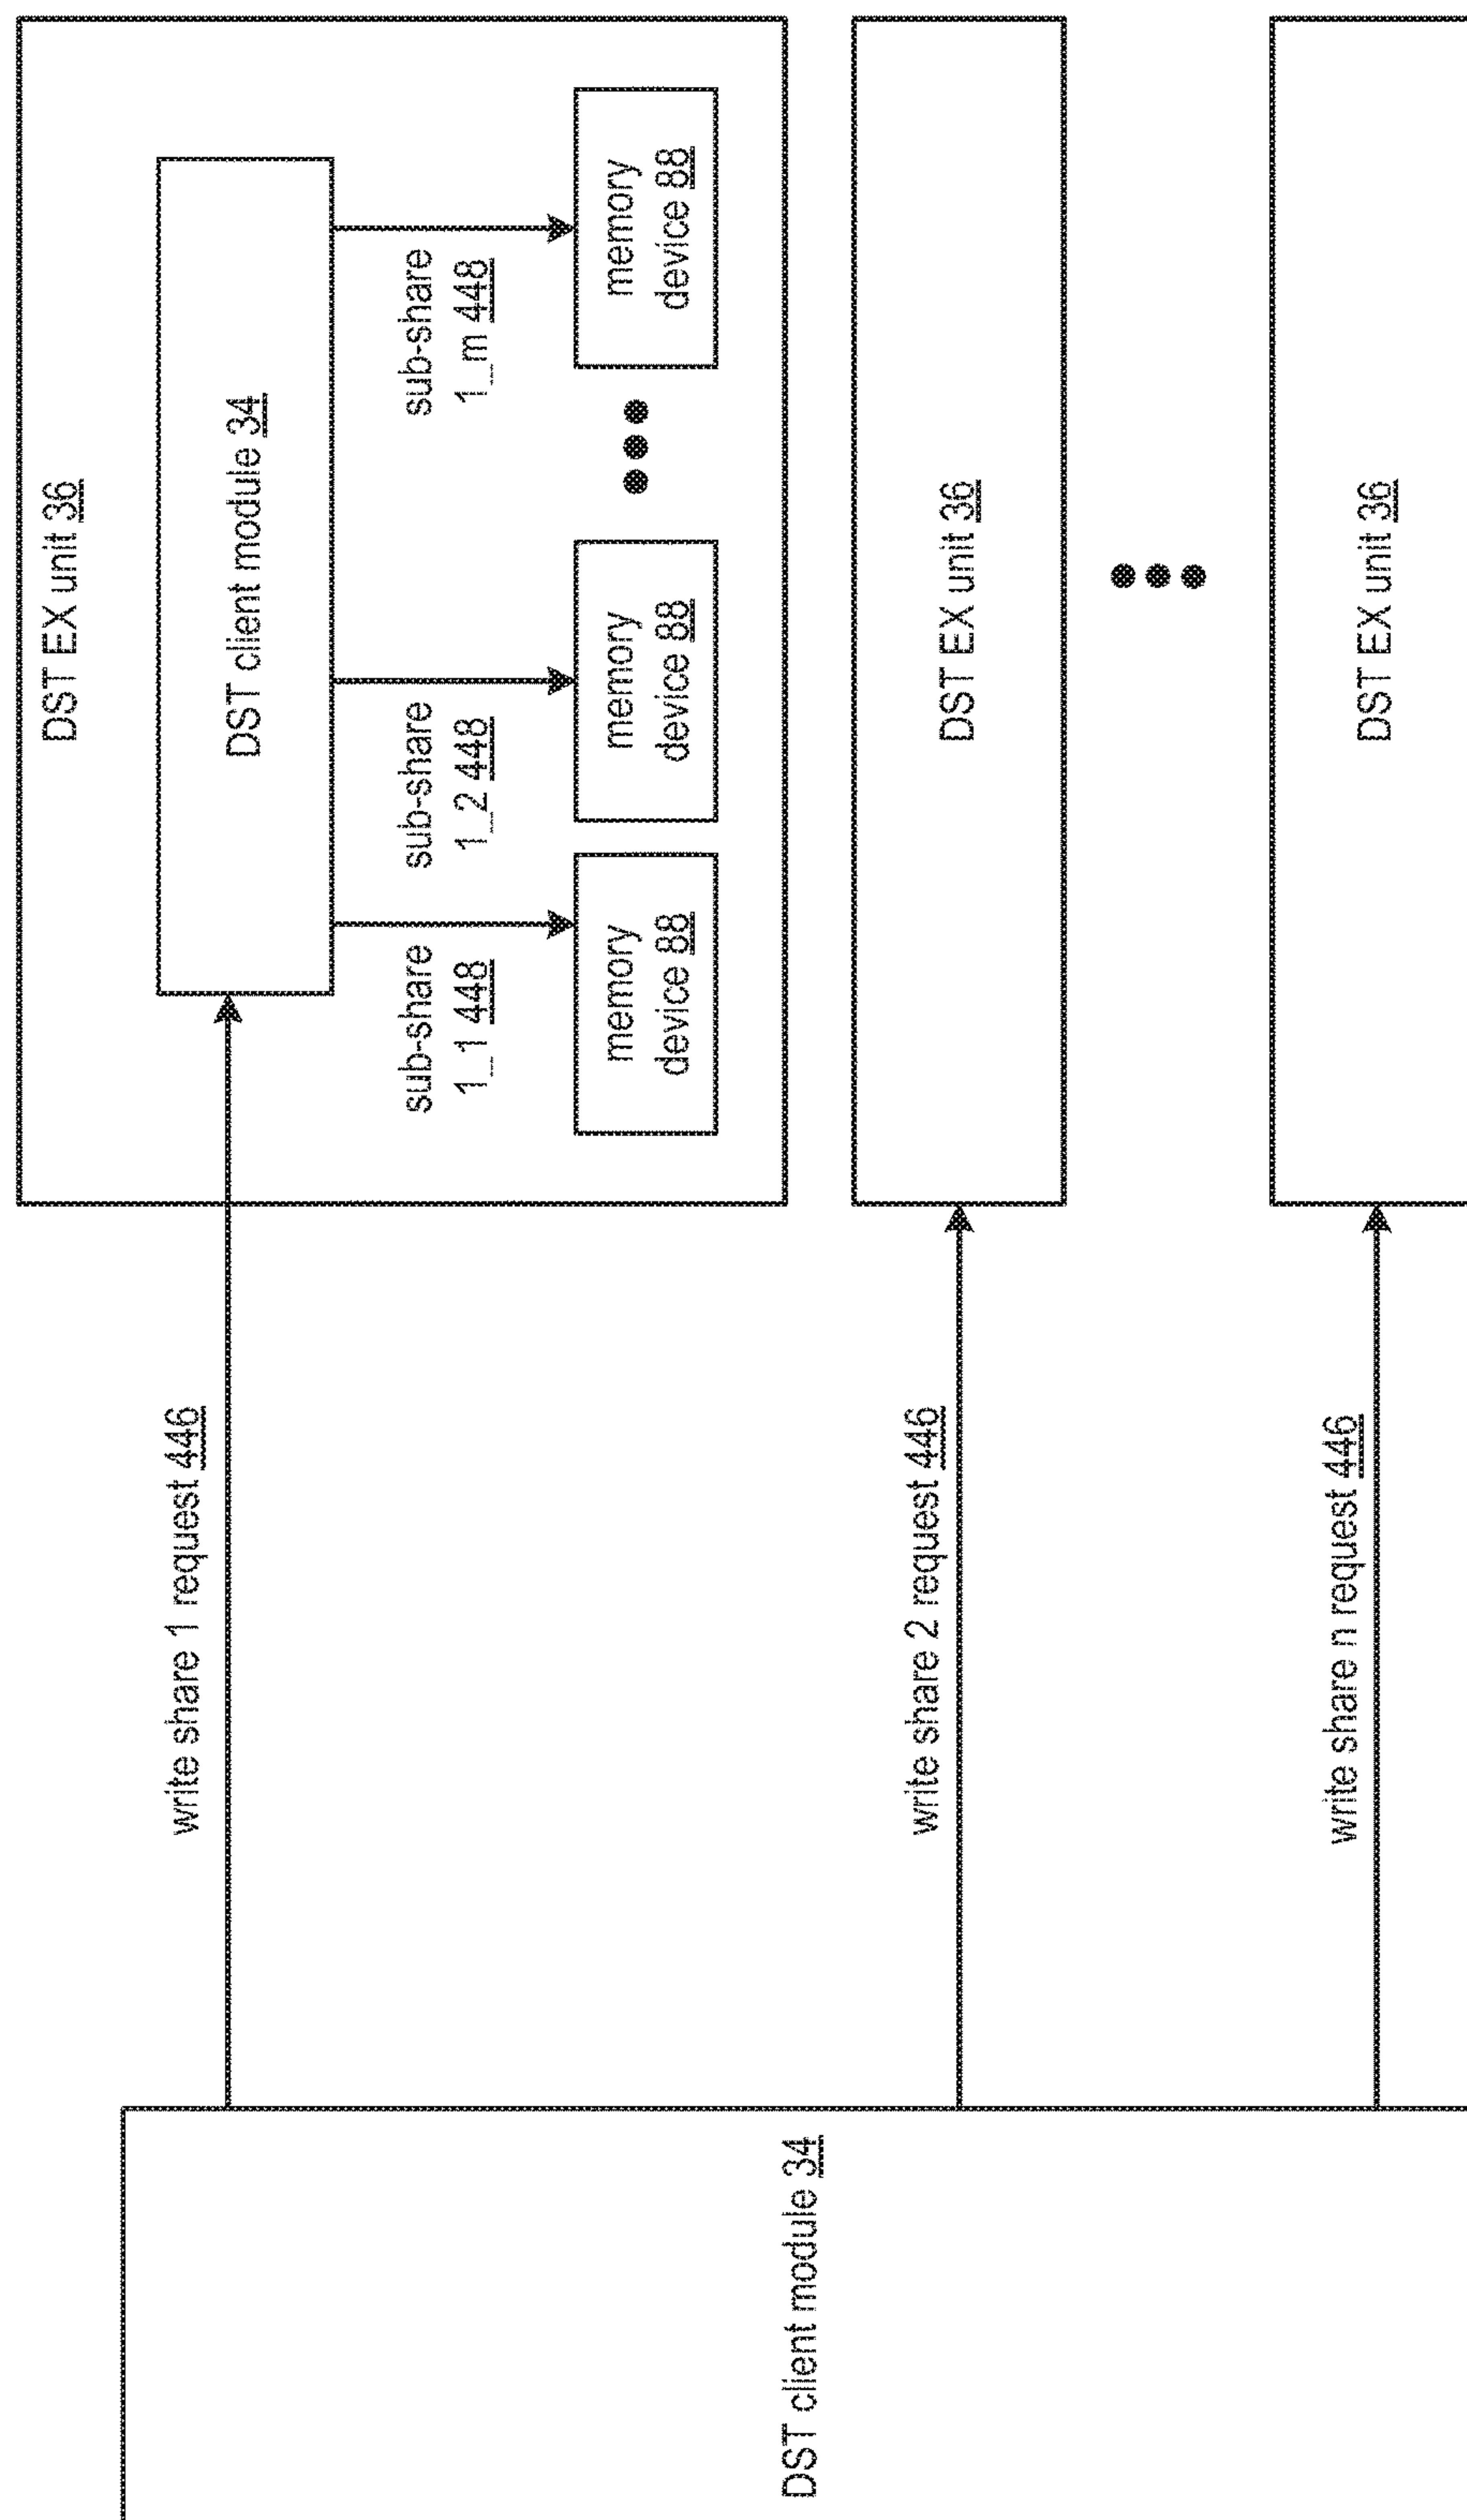 DST client module 34
write share 1 request 446
write share 2 request 446
write share n request 446
DST EX unit 36
DST client module 34
sub-share
1_1 448
sub-share
1_2 448
sub-share
1_m 448
memory
device 88
memory
device 88
memory
device 88
DST EX unit 36
DST EX unit 36